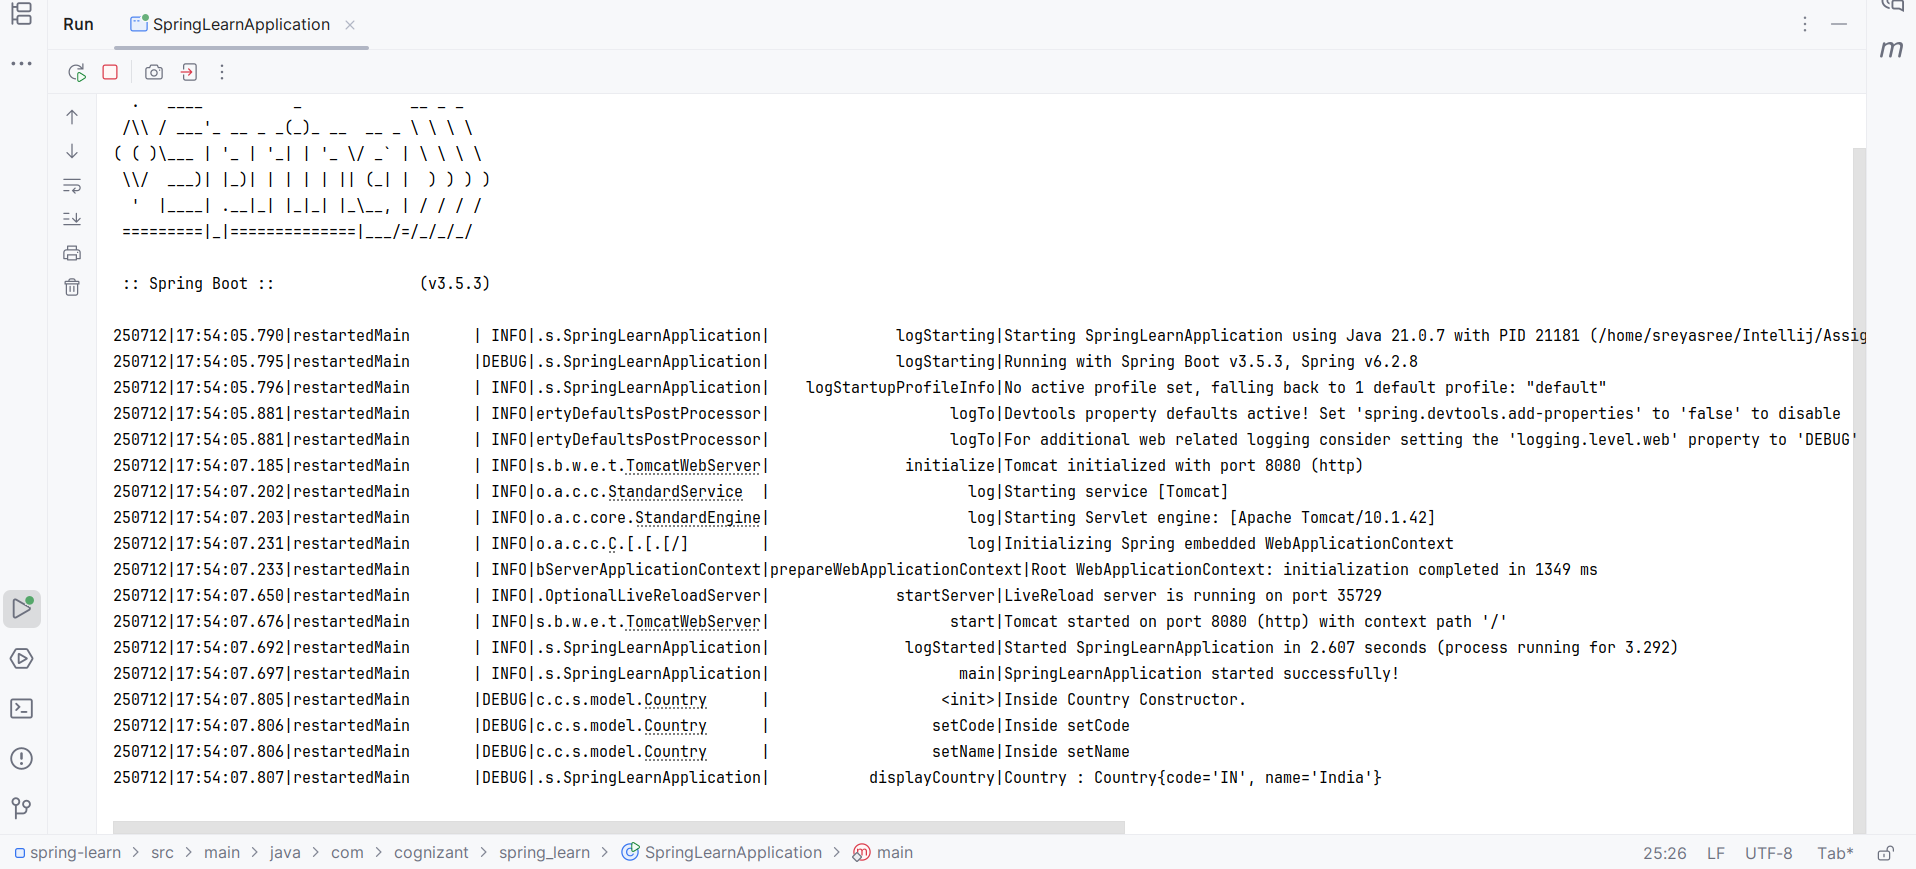 Run SpringLearnApplication
  .   ____          _            __ _ _
 /\\ / ___'_ __ _ _(_)_ __  __ _ \ \ \ \
( ( )\___ | '_ | '_| | '_ \/ _` | \ \ \ \
 \\/  ___)| |_)| | | | | || (_| |  ) ) ) )
  '  |____| .__|_| |_|_| |_\__, | / / / /
 =========|_|==============|___/=/_/_/_/
 :: Spring Boot ::                (v3.5.3)
250712|17:54:05.790|restartedMain       | INFO|.s.SpringLearnApplication|              logStarting|Starting SpringLearnApplication using Java 21.0.7 with PID 21181 (/home/sreyasree/Intellij/Assig
250712|17:54:05.795|restartedMain       |DEBUG|.s.SpringLearnApplication|              logStarting|Running with Spring Boot v3.5.3, Spring v6.2.8
250712|17:54:05.796|restartedMain       | INFO|.s.SpringLearnApplication|    logStartupProfileInfo|No active profile set, falling back to 1 default profile: "default"
250712|17:54:05.881|restartedMain       | INFO|ertyDefaultsPostProcessor|                    logTo|Devtools property defaults active! Set 'spring.devtools.add-properties' to 'false' to disable
250712|17:54:05.881|restartedMain       | INFO|ertyDefaultsPostProcessor|                    logTo|For additional web related logging consider setting the 'logging.level.web' property to 'DEBUG'
250712|17:54:07.185|restartedMain       | INFO|s.b.w.e.t.TomcatWebServer|               initialize|Tomcat initialized with port 8080 (http)
250712|17:54:07.202|restartedMain       | INFO|o.a.c.c.StandardService  |                      log|Starting service [Tomcat]
250712|17:54:07.203|restartedMain       | INFO|o.a.c.core.StandardEngine|                      log|Starting Servlet engine: [Apache Tomcat/10.1.42]
250712|17:54:07.231|restartedMain       | INFO|o.a.c.c.C.[.[.[/]        |                      log|Initializing Spring embedded WebApplicationContext
250712|17:54:07.233|restartedMain       | INFO|bServerApplicationContext|prepareWebApplicationContext|Root WebApplicationContext: initialization completed in 1349 ms
250712|17:54:07.650|restartedMain       | INFO|.OptionalLiveReloadServer|              startServer|LiveReload server is running on port 35729
250712|17:54:07.676|restartedMain       | INFO|s.b.w.e.t.TomcatWebServer|                    start|Tomcat started on port 8080 (http) with context path '/'
250712|17:54:07.692|restartedMain       | INFO|.s.SpringLearnApplication|               logStarted|Started SpringLearnApplication in 2.607 seconds (process running for 3.292)
250712|17:54:07.697|restartedMain       | INFO|.s.SpringLearnApplication|                     main|SpringLearnApplication started successfully!
250712|17:54:07.805|restartedMain       |DEBUG|c.c.s.model.Country      |                   <init>|Inside Country Constructor.
250712|17:54:07.806|restartedMain       |DEBUG|c.c.s.model.Country      |                  setCode|Inside setCode
250712|17:54:07.806|restartedMain       |DEBUG|c.c.s.model.Country      |                  setName|Inside setName
250712|17:54:07.807|restartedMain       |DEBUG|.s.SpringLearnApplication|           displayCountry|Country : Country{code='IN', name='India'}
spring-learn > src > main > java > com > cognizant > spring_learn > SpringLearnApplication > main 25:26 LF UTF-8 Tab*